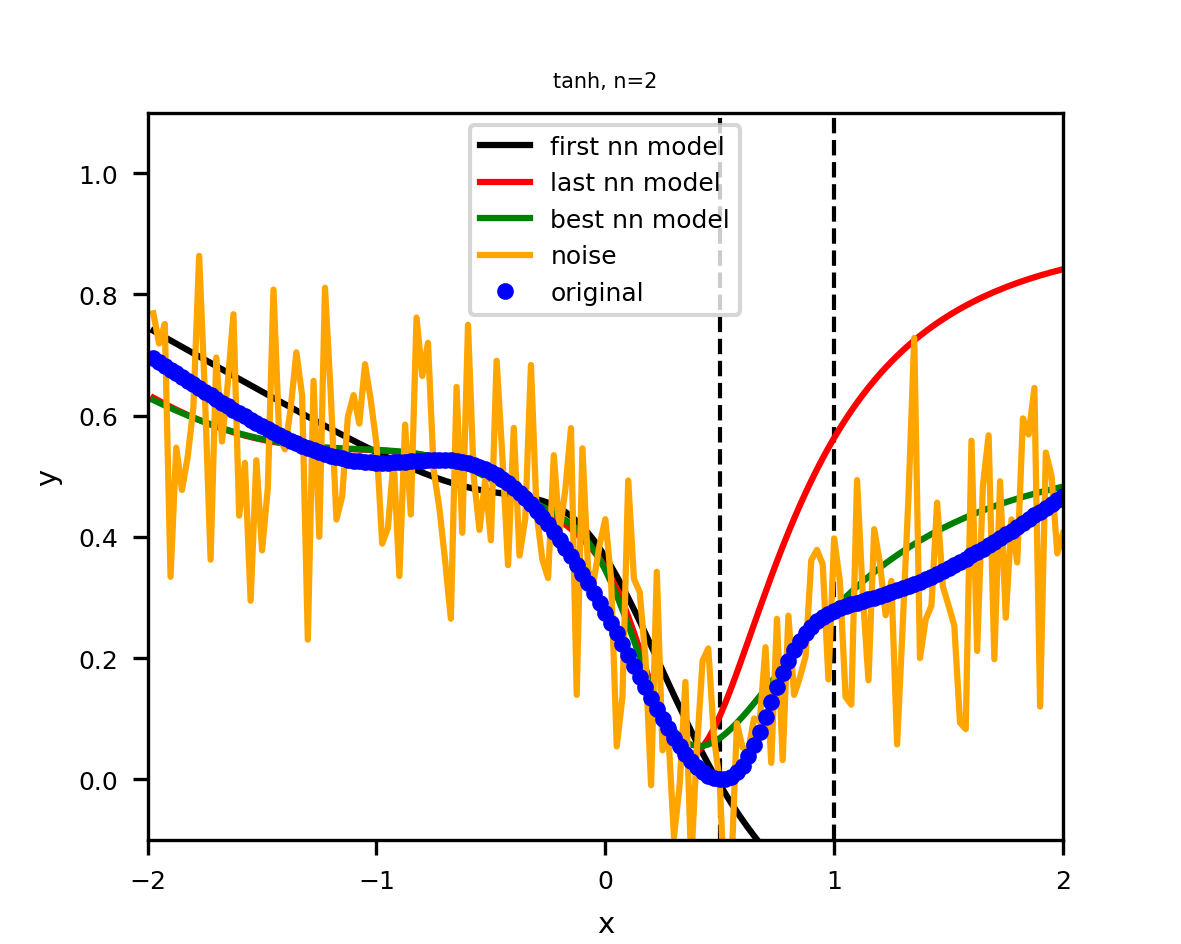 tanh, n=2
first nn model
last nn model
best nn model
noise
original
y
1.0
0.8
0.6
0.4
0.2
0.0
−2
−1
0
1
2
x